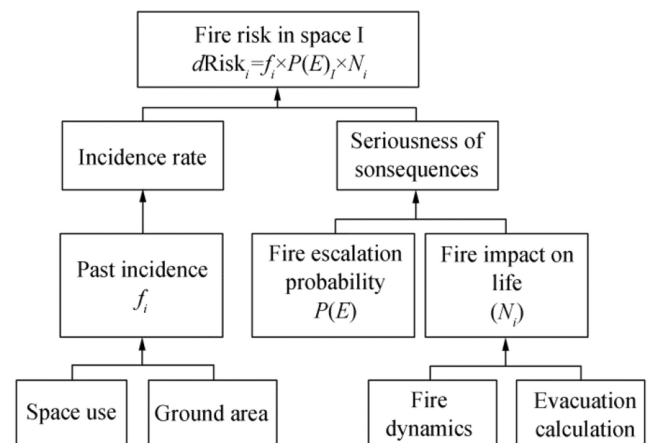 Fire risk in space I
dRiskᵢ=fᵢ×P(E)_I×Nᵢ
Incidence rate
Seriousness of
sonsequences
Past incidence
fᵢ
Fire escalation
probability
P(E)
Fire impact on
life
(Nᵢ)
Space use
Ground area
Fire
dynamics
Evacuation
calculation